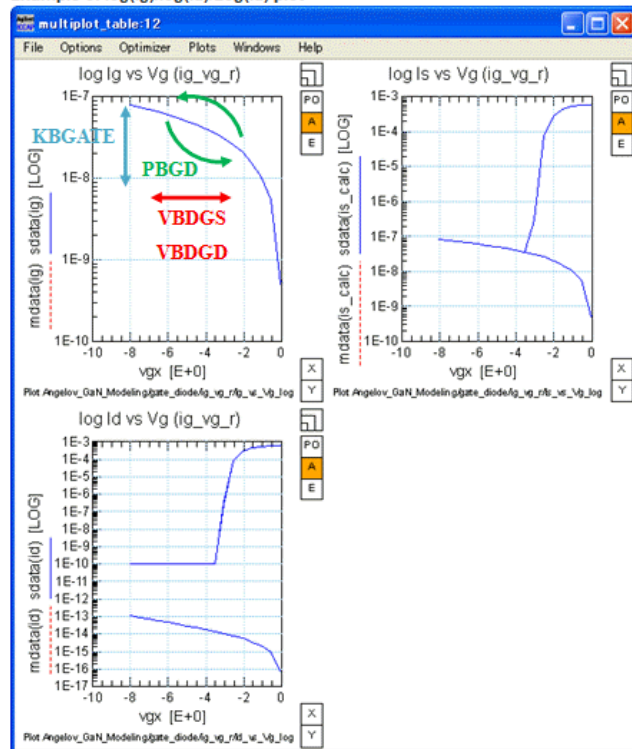 multiplot_table:12
File Options Optimizer Plots Windows Help
log Ig vs Vg (ig_vg_r)
PO
A
E
mdata(ig) sdata(ig) [LOG]
1E-7
1E-8
1E-9
1E-10
KBGATE
PBGD
VBDGS
VBDGD
-10 -8 -6 -4 -2 0
vgx [E+0]
X
Y
Plot Angelov_GaN_Modeling/gate_diode/ig_vg_r/Ig_vs_Vg_log
log Is vs Vg (ig_vg_r)
PO
A
E
mdata(is_calc) sdata(is_calc) [LOG]
1E-3
1E-4
1E-5
1E-6
1E-7
1E-8
1E-9
1E-10
-10 -8 -6 -4 -2 0
vgx [E+0]
X
Y
Plot Angelov_GaN_Modeling/gate_diode/ig_vg_r/Is_vs_Vg_log
log Id vs Vg (ig_vg_r)
PO
A
E
mdata(id) sdata(id) [LOG]
1E-3
1E-4
1E-5
1E-6
1E-7
1E-8
1E-9
1E-10
1E-11
1E-12
1E-13
1E-14
1E-15
1E-16
1E-17
-10 -8 -6 -4 -2 0
vgx [E+0]
X
Y
Plot Angelov_GaN_Modeling/gate_diode/ig_vg_r/Id_vs_Vg_log